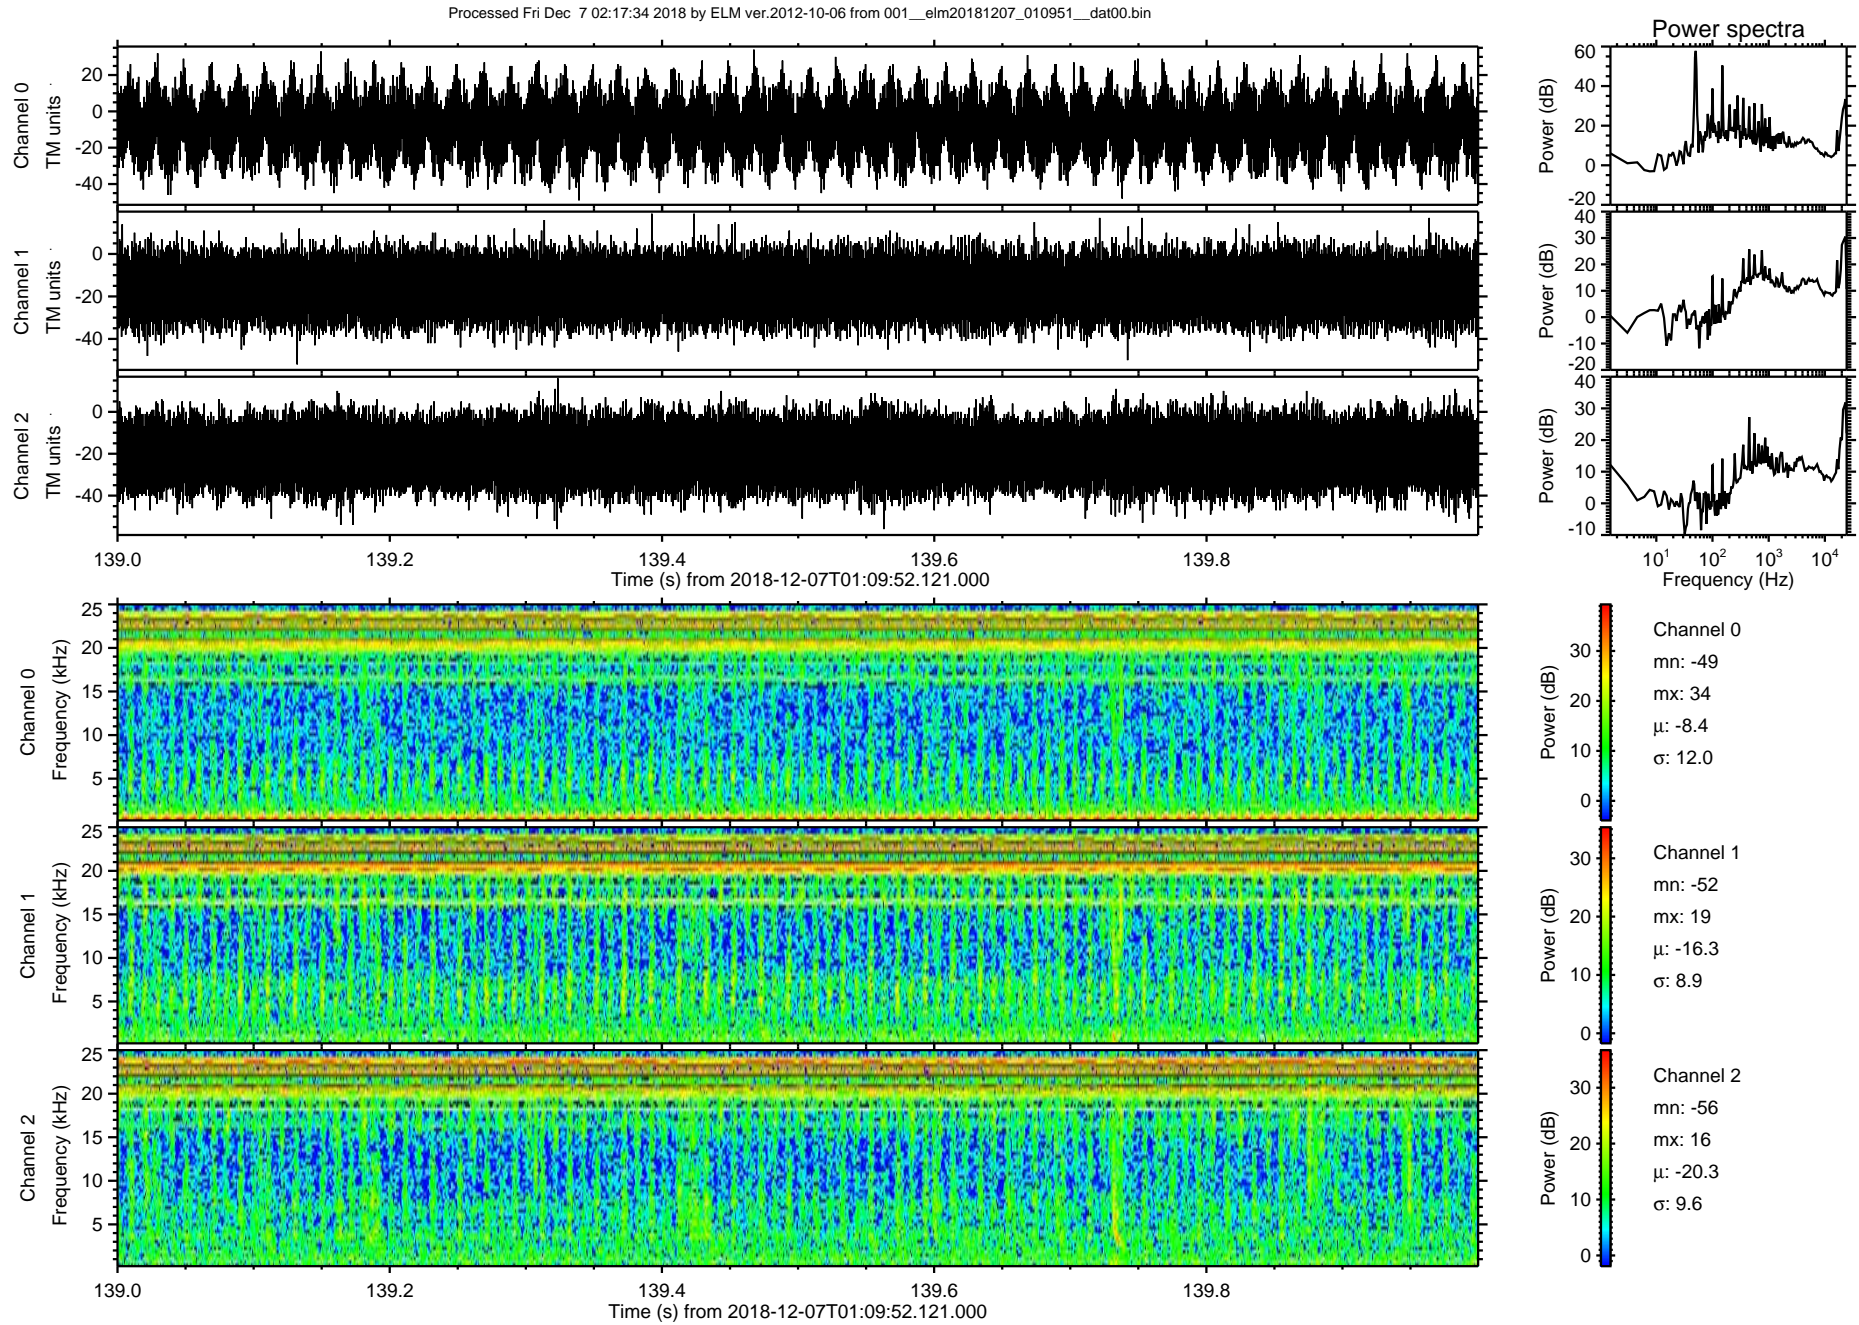 Processed Fri Dec  7 02:17:34 2018 by ELM ver.2012-10-06 from 001__elm20181207_010951__dat00.bin
Power spectra
Channel 0
TM units
20
0
-20
-40
Power (dB)
60
40
20
0
-20
Channel 1
TM units
0
-20
-40
Power (dB)
40
30
20
10
0
-10
-20
Channel 2
TM units
0
-20
-40
Power (dB)
40
30
20
10
0
-10
139.0 139.2 139.4 139.6 139.8
Time (s) from 2018-12-07T01:09:52.121.000
10¹ 10² 10³ 10⁴
Frequency (Hz)
Channel 0
Frequency (kHz)
25
20
15
10
5
Power (dB)
30
20
10
0
Channel 0
mn: -49
mx: 34
μ: -8.4
σ: 12.0
Channel 1
Frequency (kHz)
25
20
15
10
5
Power (dB)
30
20
10
0
Channel 1
mn: -52
mx: 19
μ: -16.3
σ: 8.9
Channel 2
Frequency (kHz)
25
20
15
10
5
Power (dB)
30
20
10
0
Channel 2
mn: -56
mx: 16
μ: -20.3
σ: 9.6
139.0 139.2 139.4 139.6 139.8
Time (s) from 2018-12-07T01:09:52.121.000